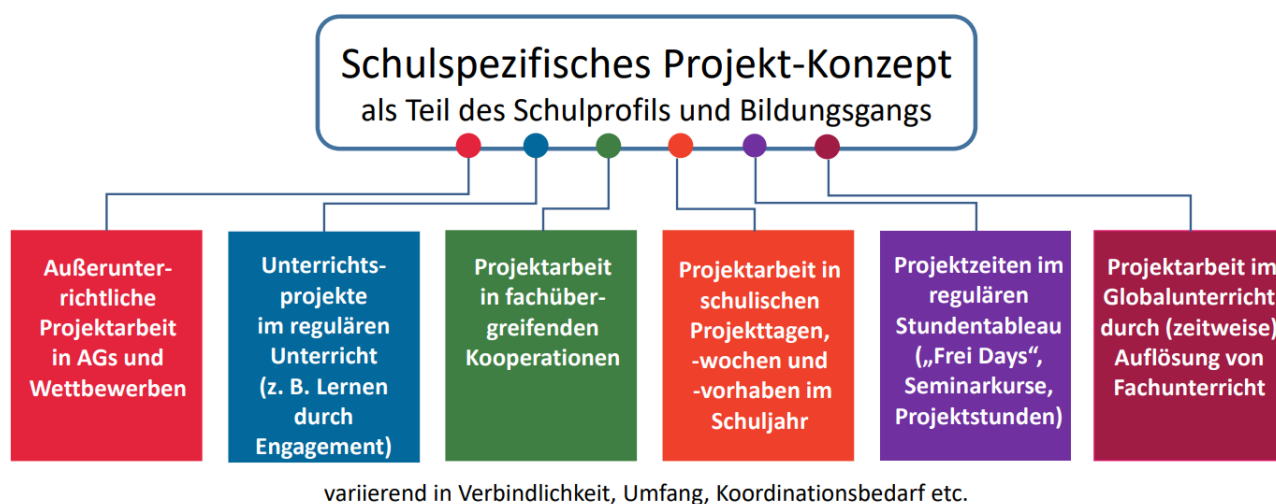 Schulspezifisches Projekt-Konzept
als Teil des Schulprofils und Bildungsgangs
Außerunter-
richtliche
Projektarbeit
in AGs und
Wettbewerben
Unterrichts-
projekte
im regulären
Unterricht
(z. B. Lernen
durch
Engagement)
Projektarbeit
in fachüber-
greifenden
Kooperationen
Projektarbeit in
schulischen
Projekttagen,
-wochen und
-vorhaben im
Schuljahr
Projektzeiten im
regulären
Stundentableau
(„Frei Days“,
Seminarkurse,
Projektstunden)
Projektarbeit im
Globalunterricht
durch (zeitweise)
Auflösung von
Fachunterricht
variierend in Verbindlichkeit, Umfang, Koordinationsbedarf etc.